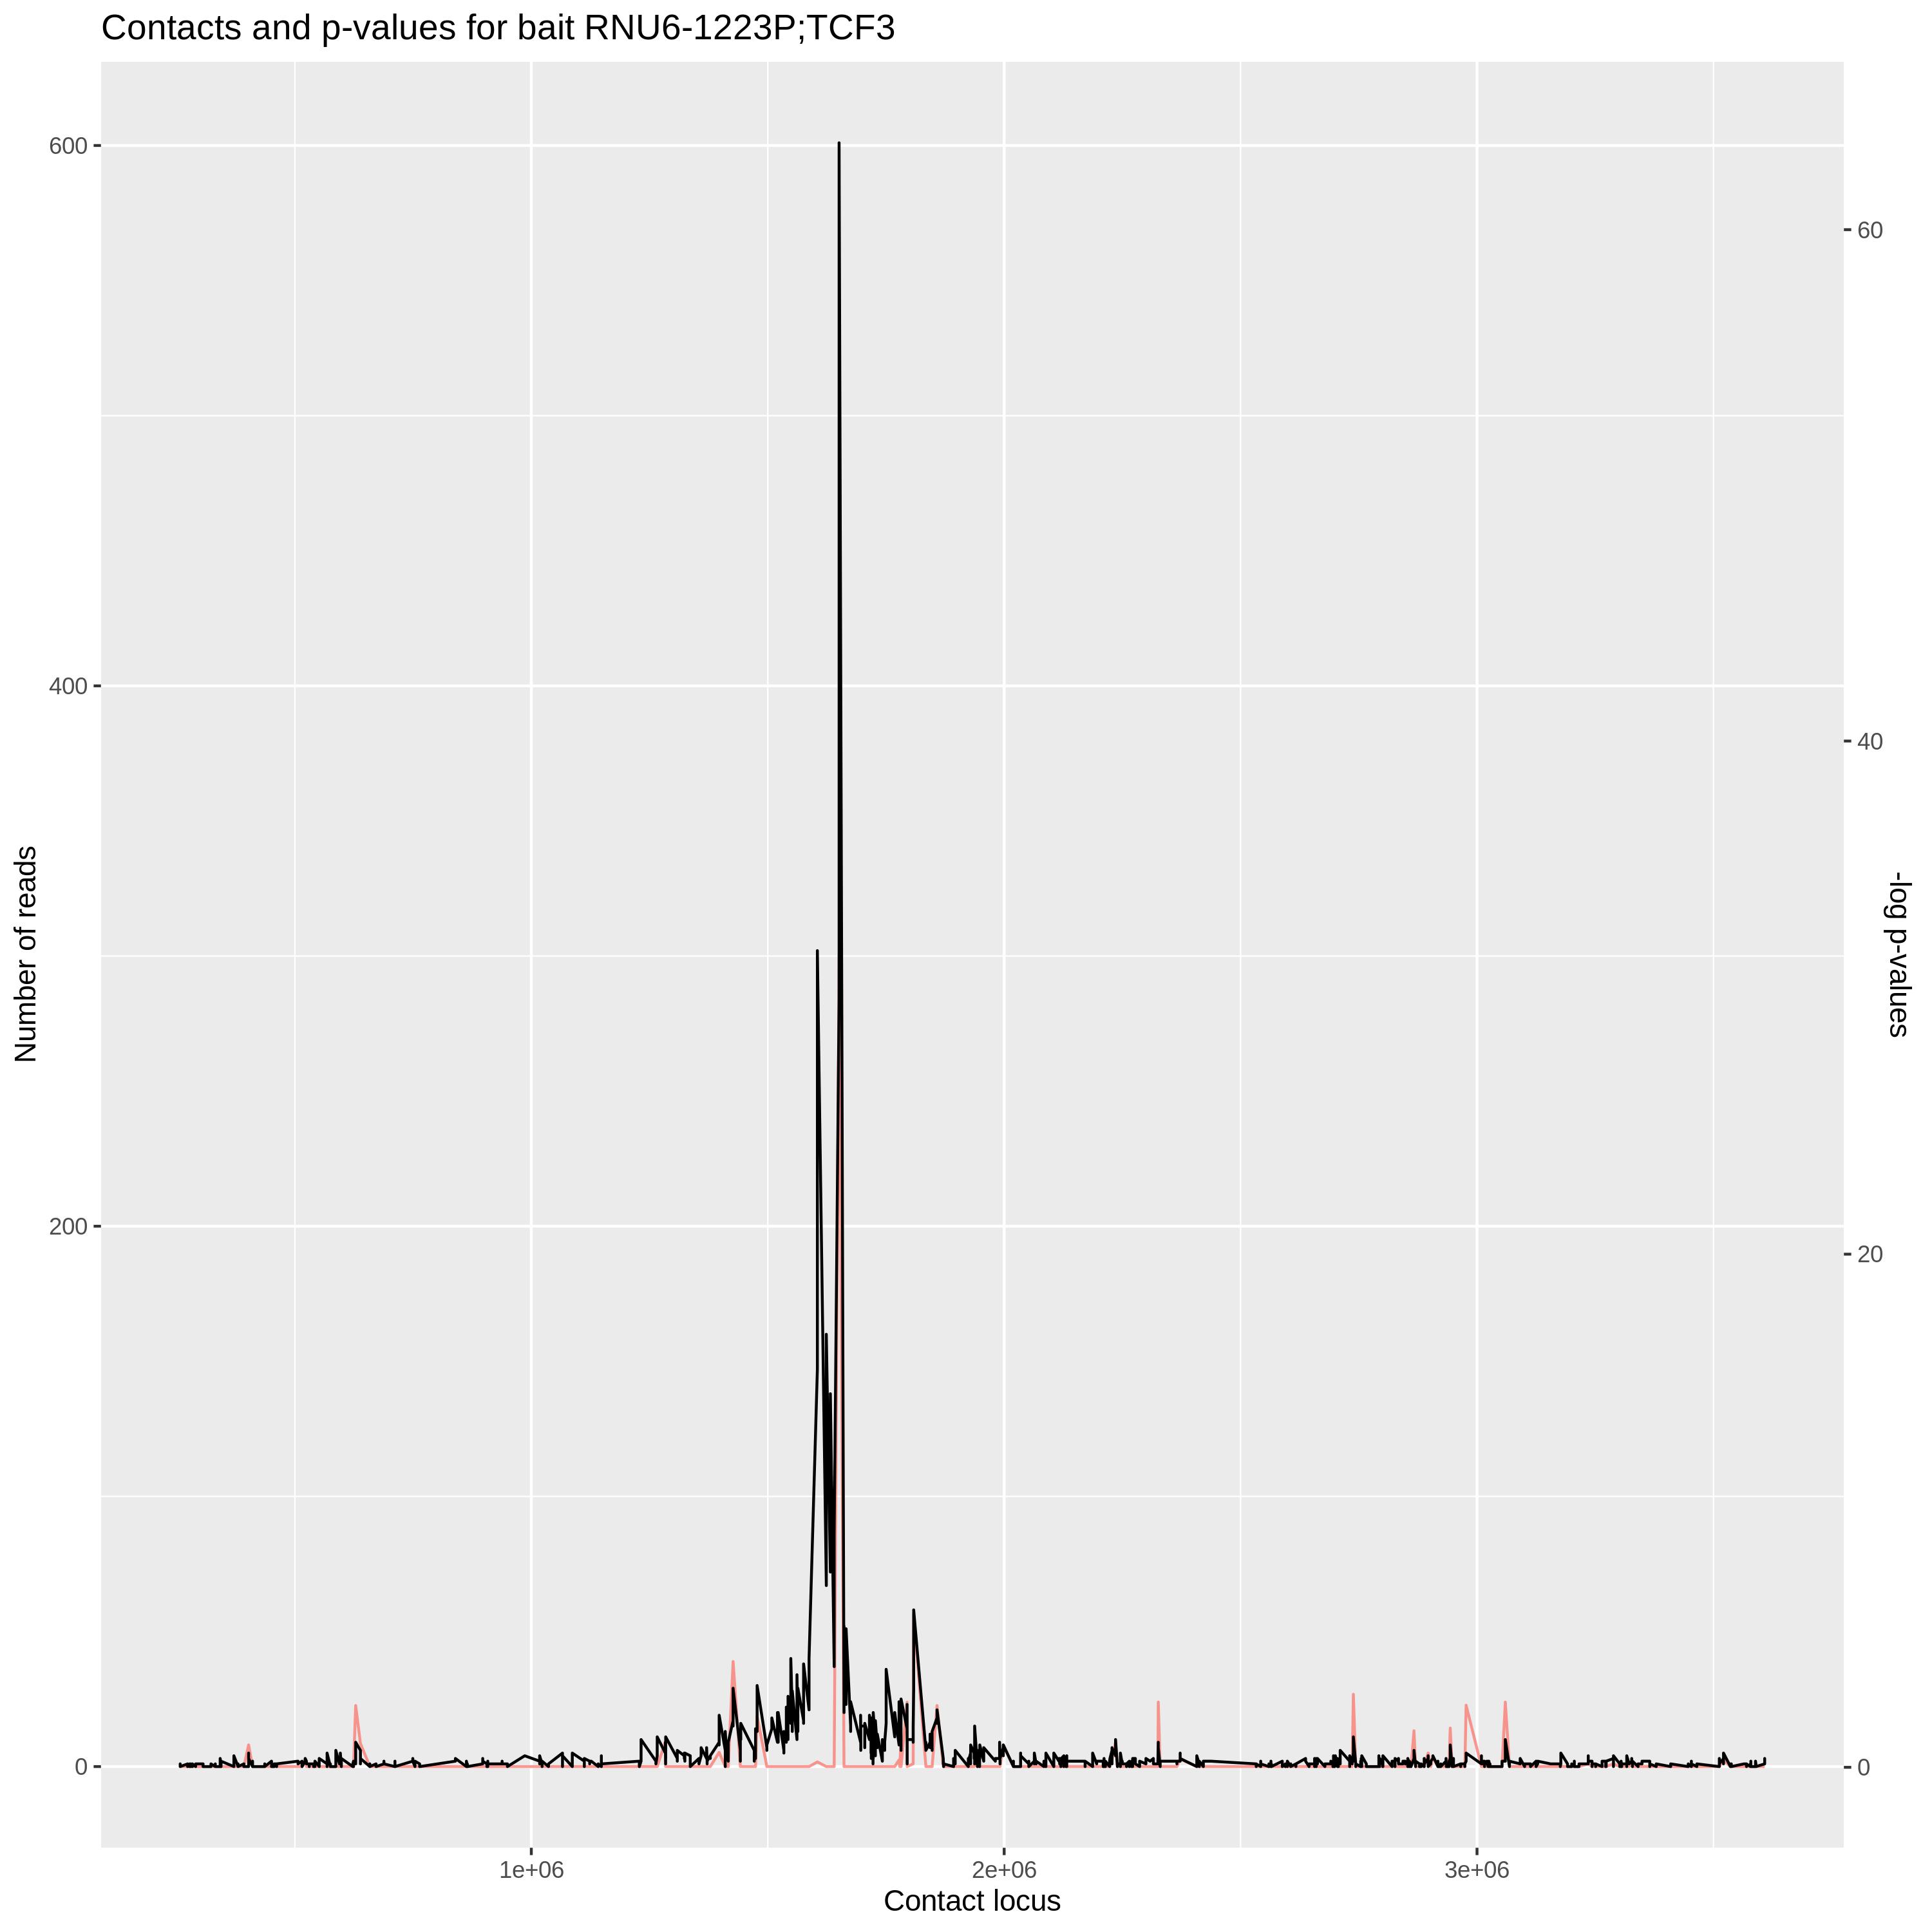 Contacts and p-values for bait RNU6-1223P;TCF3
600
400
200
0
Number of reads
60
40
20
0
-log p-values
1e+06
2e+06
3e+06
Contact locus